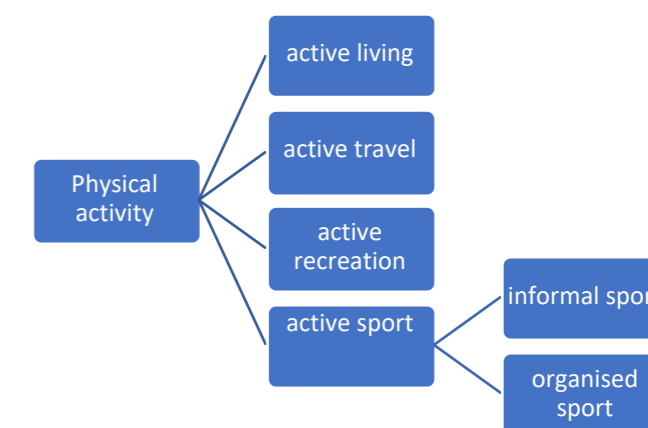 active living
active travel
Physical
activity
active
recreation
active sport
informal spor
organised
sport